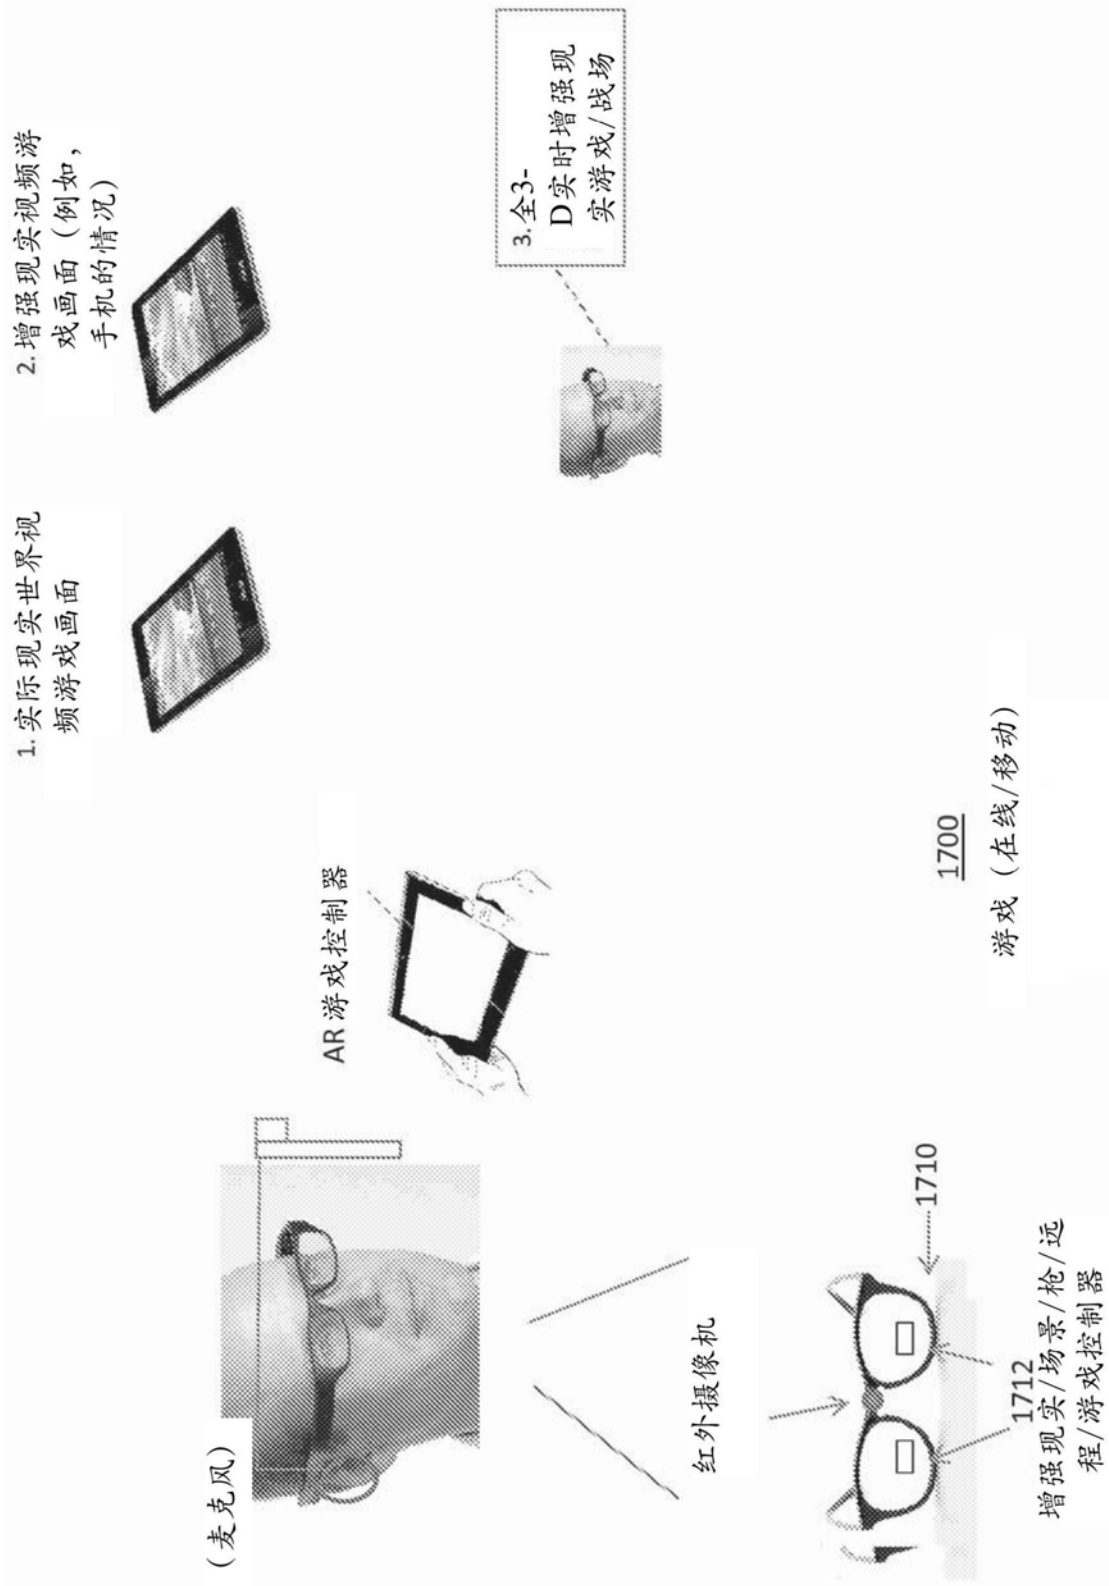 (麦克风)
AR 游戏控制器
1. 实际现实世界视
频游戏画面
2. 增强现实视频游
戏画面（例如，
手机的情况）
3. 全3-
D实时增强现
实游戏/战场
红外摄像机
1710
1712
增强现实/场景/枪/远
程/游戏控制器
1700
游戏（在线/移动）